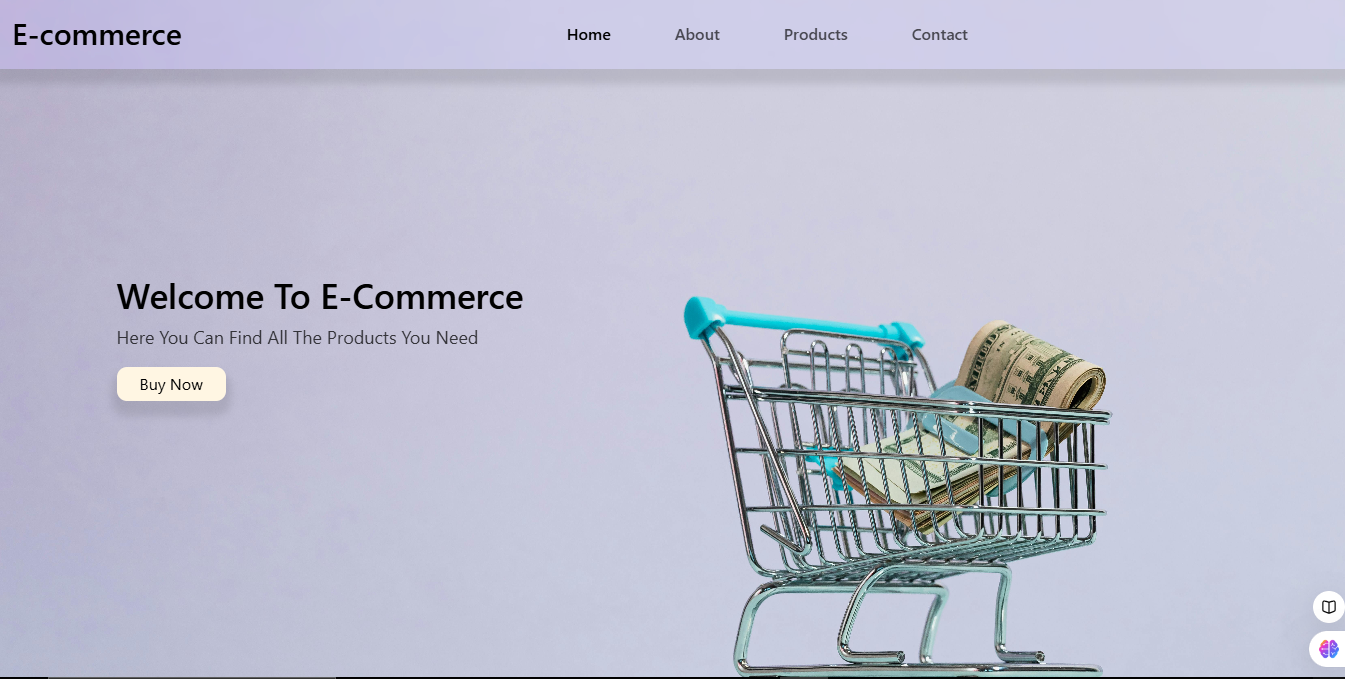 E-commerce
Home About Products Contact
Welcome To E-Commerce
Here You Can Find All The Products You Need
Buy Now